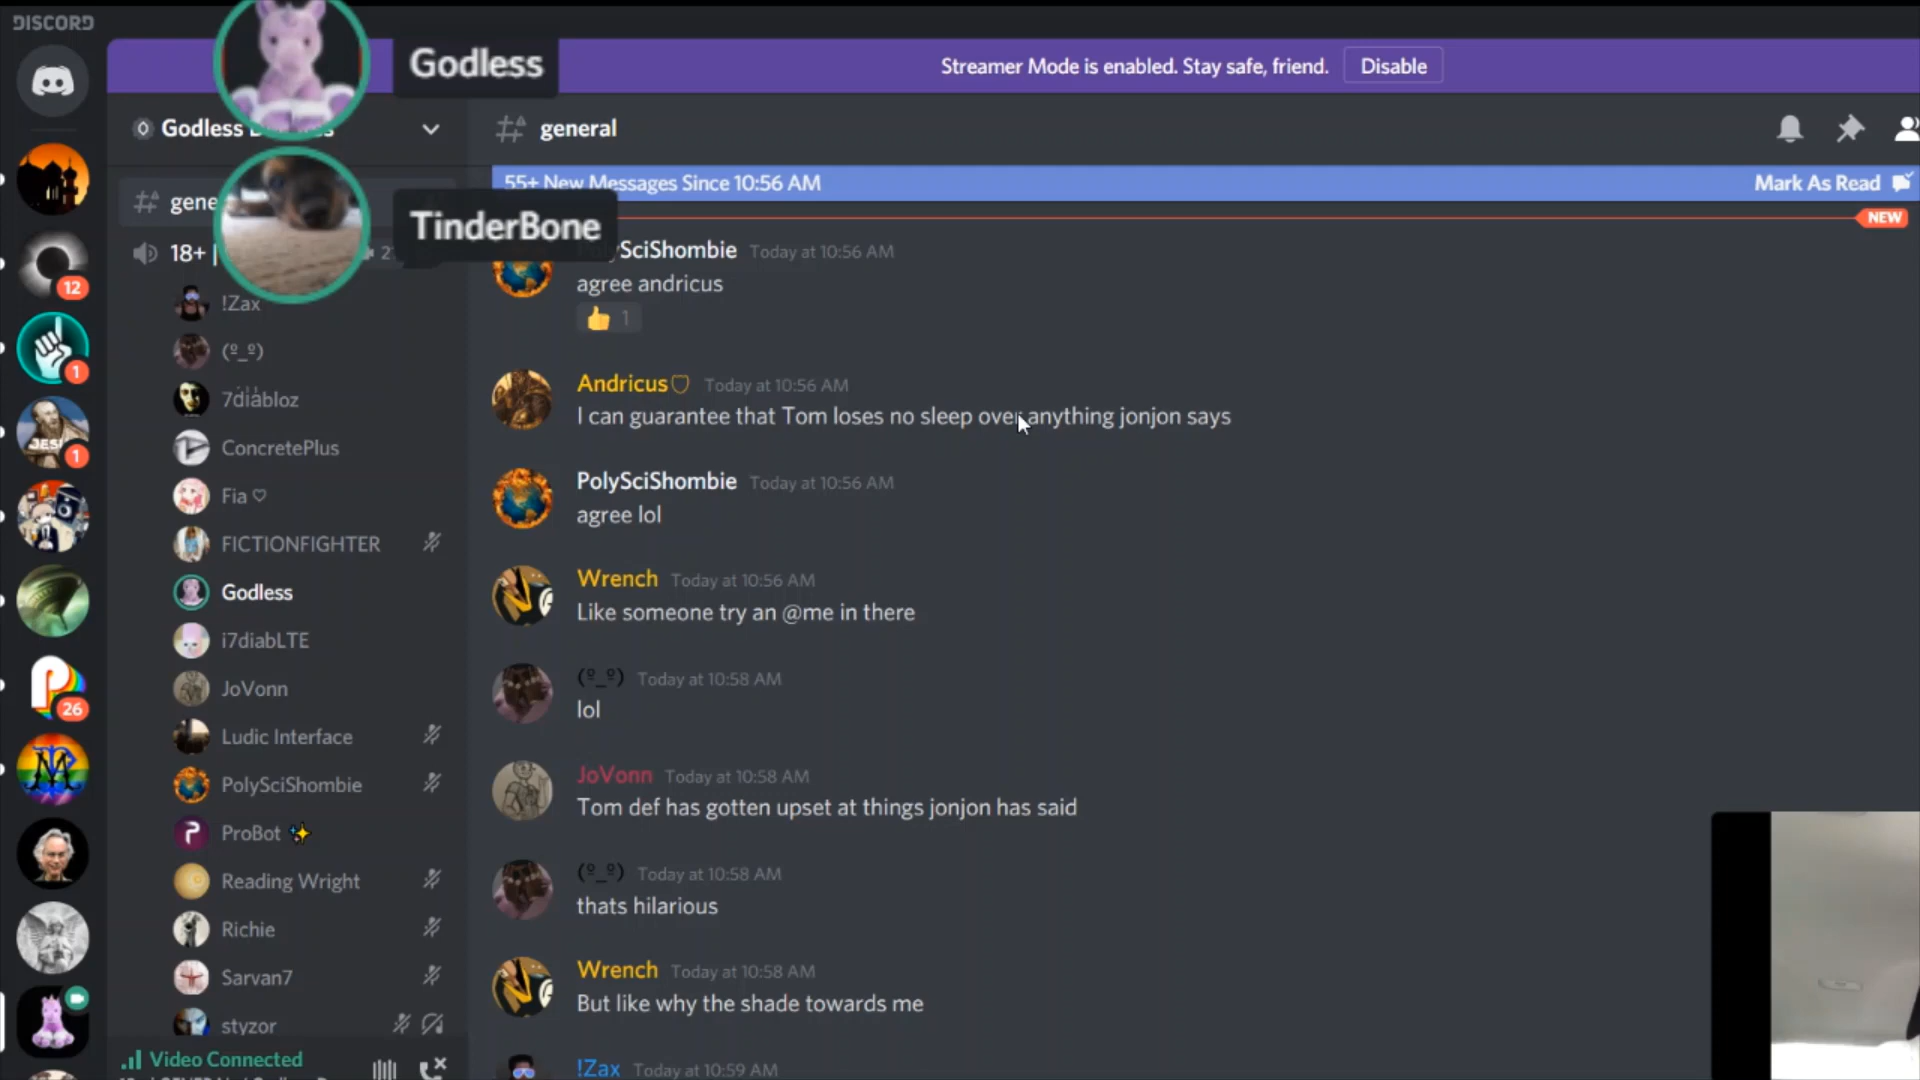 DISCORD
Godless
Streamer Mode is enabled. Stay safe, friend.
Disable
Godless
general
55+ New Messages Since 10:56 AM
Mark As Read
NEW
TinderBone
18+ |
!Zax
(º_º)
7diabloz
ConcretePlus
Fia ♡
FICTIONFIGHTER
Godless
i7diabLTE
JoVonn
Ludic Interface
PolySciShombie
ProBot ✨
Reading Wright
Richie
Sarvan7
styzor
Video Connected
12
1
1
26
SciShombie Today at 10:56 AM
agree andricus
👍 1
Andricus♡ Today at 10:56 AM
I can guarantee that Tom loses no sleep over anything jonjon says
PolySciShombie Today at 10:56 AM
agree lol
Wrench Today at 10:56 AM
Like someone try an @me in there
(º_º) Today at 10:58 AM
lol
JoVonn Today at 10:58 AM
Tom def has gotten upset at things jonjon has said
(º_º) Today at 10:58 AM
thats hilarious
Wrench Today at 10:58 AM
But like why the shade towards me
!Zax Today at 10:59 AM